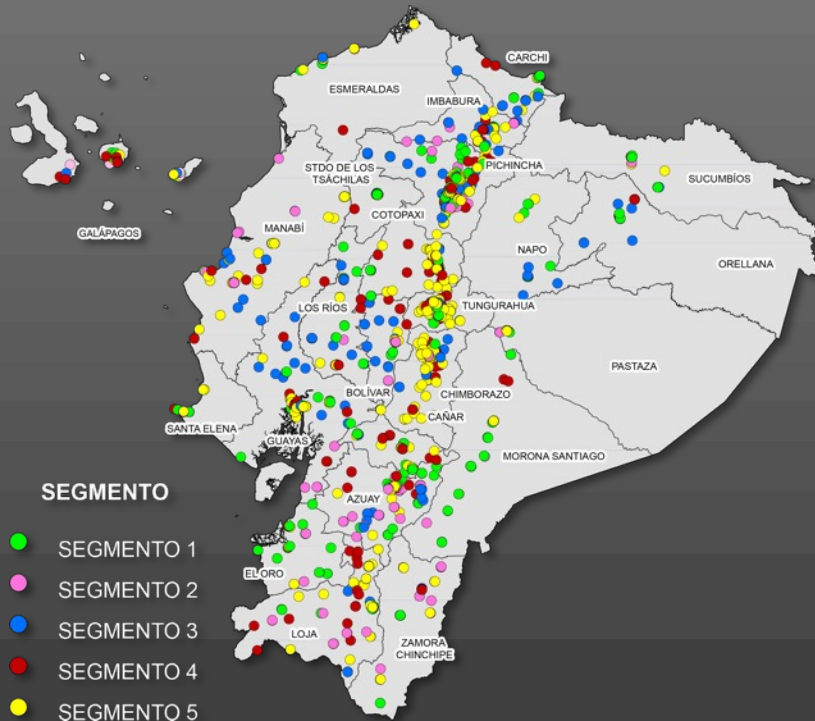 CARCHI
ESMERALDAS
IMBABURA
PICHINCHA
STDO DE LOS
TSÁCHILAS
SUCUMBÍOS
COTOPAXI
GALÁPAGOS
MANABÍ
NAPO
ORELLANA
LOS RÍOS
TUNGURAHUA
PASTAZA
BOLÍVAR
CHIMBORAZO
CAÑAR
SANTA ELENA
GUAYAS
MORONA SANTIAGO
AZUAY
EL ORO
LOJA
ZAMORA
CHINCHIPE
SEGMENTO
SEGMENTO 1
SEGMENTO 2
SEGMENTO 3
SEGMENTO 4
SEGMENTO 5